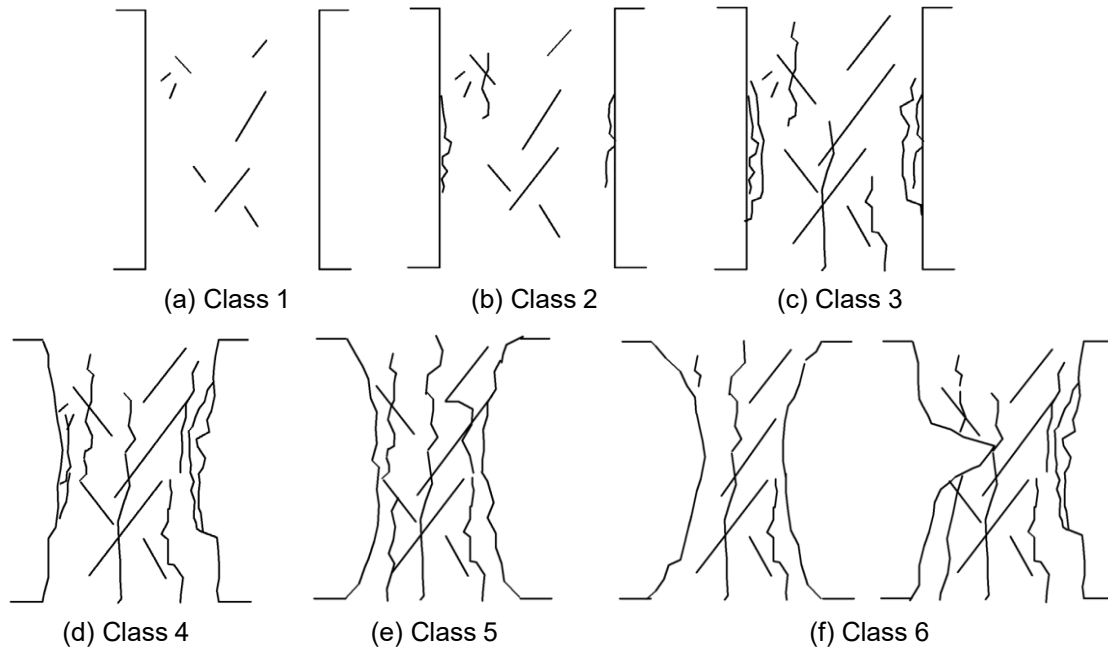 (a) Class 1
(b) Class 2
(c) Class 3
(d) Class 4
(e) Class 5
(f) Class 6